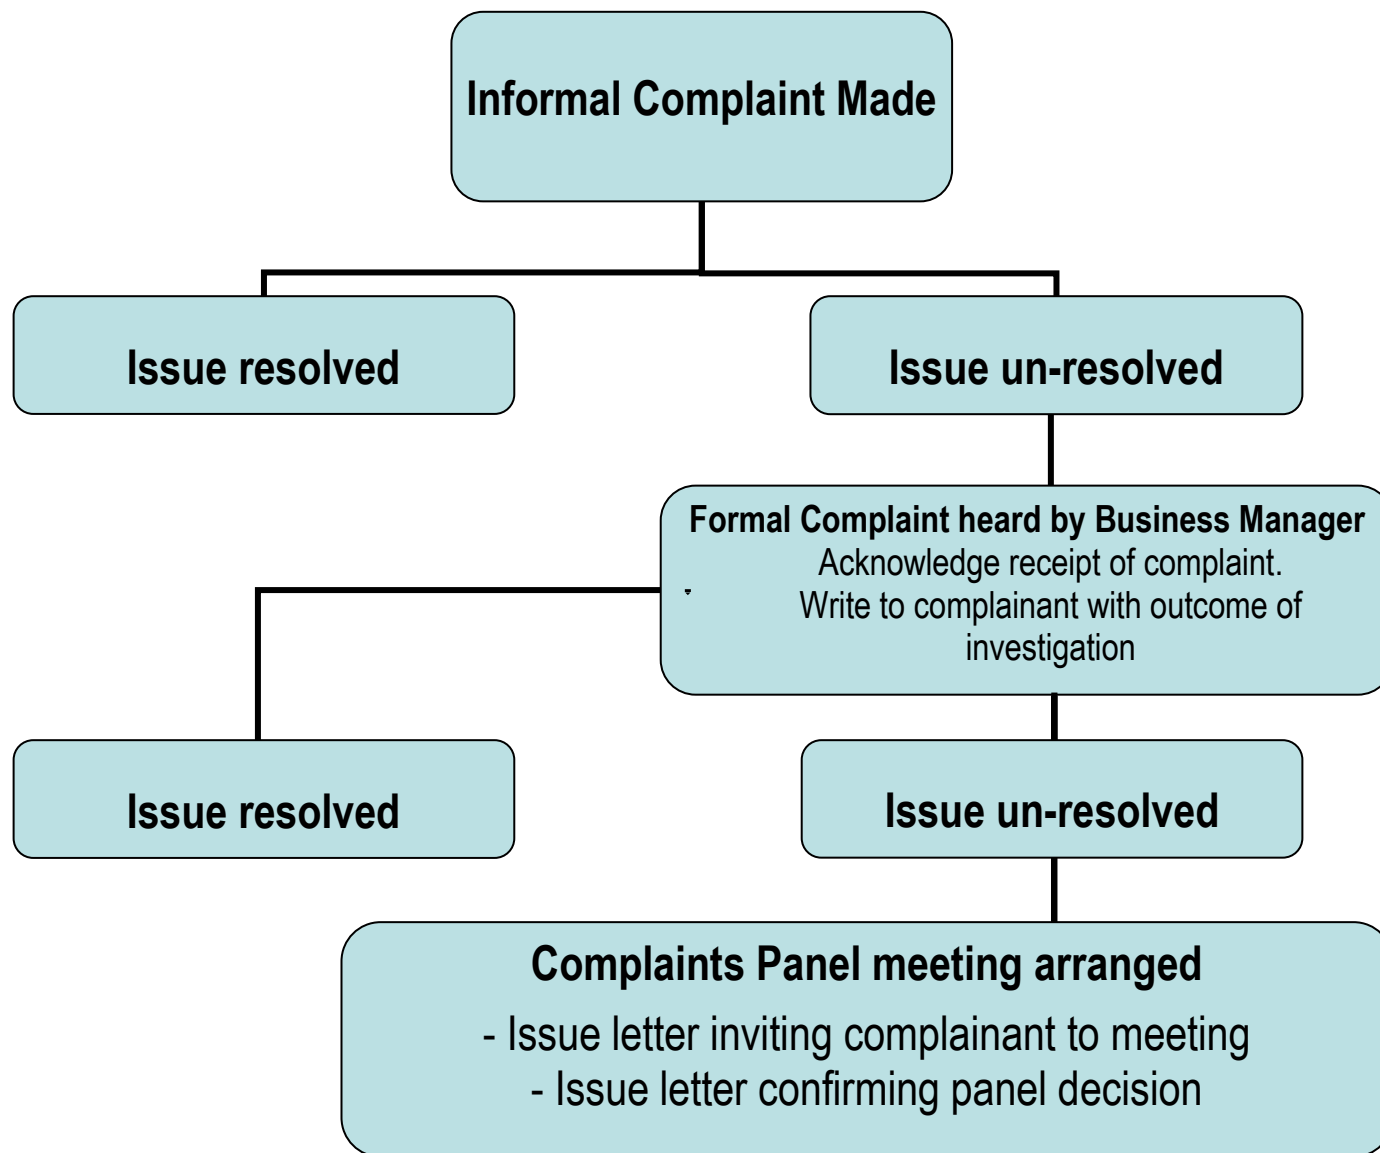 Informal Complaint Made
Issue resolved
Issue un-resolved
Formal Complaint heard by Business Manager
Acknowledge receipt of complaint.
Write to complainant with outcome of
investigation
Issue resolved
Issue un-resolved
Complaints Panel meeting arranged
- Issue letter inviting complainant to meeting
- Issue letter confirming panel decision